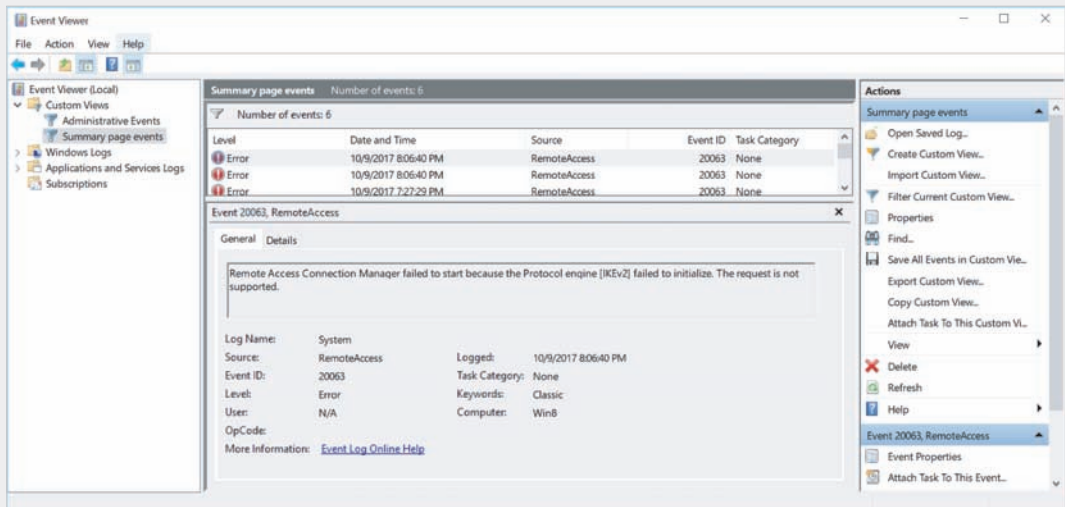 Event Viewer
File Action View Help
Event Viewer (Local)
Custom Views
Administrative Events
Summary page events
Windows Logs
Applications and Services Logs
Subscriptions
Summary page events Number of events: 6
Number of events: 6
Level Date and Time Source Event ID Task Category
Error 10/9/2017 8:06:40 PM RemoteAccess 20063 None
Error 10/9/2017 8:06:40 PM RemoteAccess 20063 None
Error 10/9/2017 7:27:29 PM RemoteAccess 20063 None
Event 20063, RemoteAccess
General Details
Remote Access Connection Manager failed to start because the Protocol engine [IKEv2] failed to initialize. The request is not
supported.
Log Name: System
Source: RemoteAccess Logged: 10/9/2017 8:06:40 PM
Event ID: 20063 Task Category: None
Level: Error Keywords: Classic
User: N/A Computer: Win8
OpCode:
More Information: Event Log Online Help
Actions
Summary page events
Open Saved Log...
Create Custom View...
Import Custom View...
Filter Current Custom View...
Properties
Find...
Save All Events in Custom Vie...
Export Custom View...
Copy Custom View...
Attach Task To This Custom Vi...
View
Delete
Refresh
Help
Event 20063, RemoteAccess
Event Properties
Attach Task To This Event...